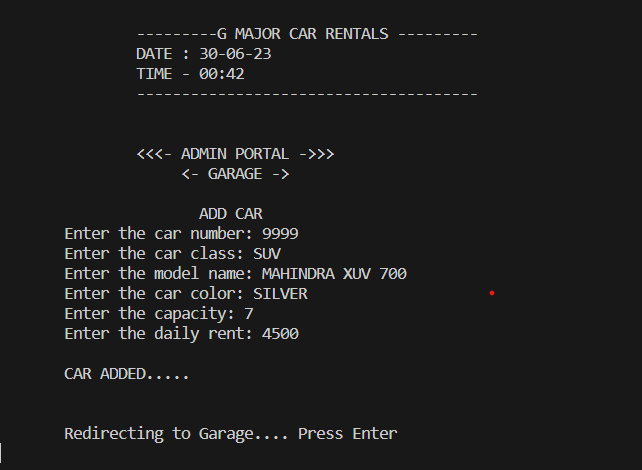 ---------G MAJOR CAR RENTALS ---------
DATE : 30-06-23
TIME - 00:42
--------------------------------------
<<<- ADMIN PORTAL ->>>
<- GARAGE ->
ADD CAR
Enter the car number: 9999
Enter the car class: SUV
Enter the model name: MAHINDRA XUV 700
Enter the car color: SILVER
Enter the capacity: 7
Enter the daily rent: 4500
CAR ADDED.....
Redirecting to Garage.... Press Enter